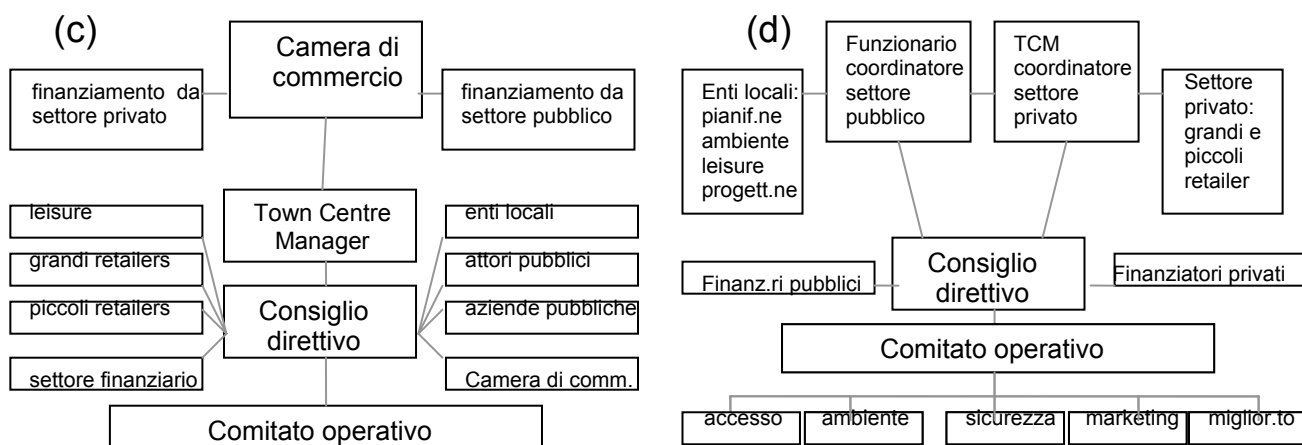 (c)
Camera di
commercio
finanziamento da
settore privato
finanziamento da
settore pubblico
Town Centre
Manager
leisure
grandi retailers
piccoli retailers
settore finanziario
Consiglio
direttivo
enti locali
attori pubblici
aziende pubbliche
Camera di comm.
Comitato operativo
(d)
Funzionario
coordinatore
settore
pubblico
TCM
coordinatore
settore
privato
Enti locali:
pianif.ne
ambiente
leisure
progett.ne
Settore
privato:
grandi e
piccoli
retailer
Finanz.ri pubblici
Consiglio
direttivo
Finanziatori privati
Comitato operativo
accesso
ambiente
sicurezza
marketing
miglior.to